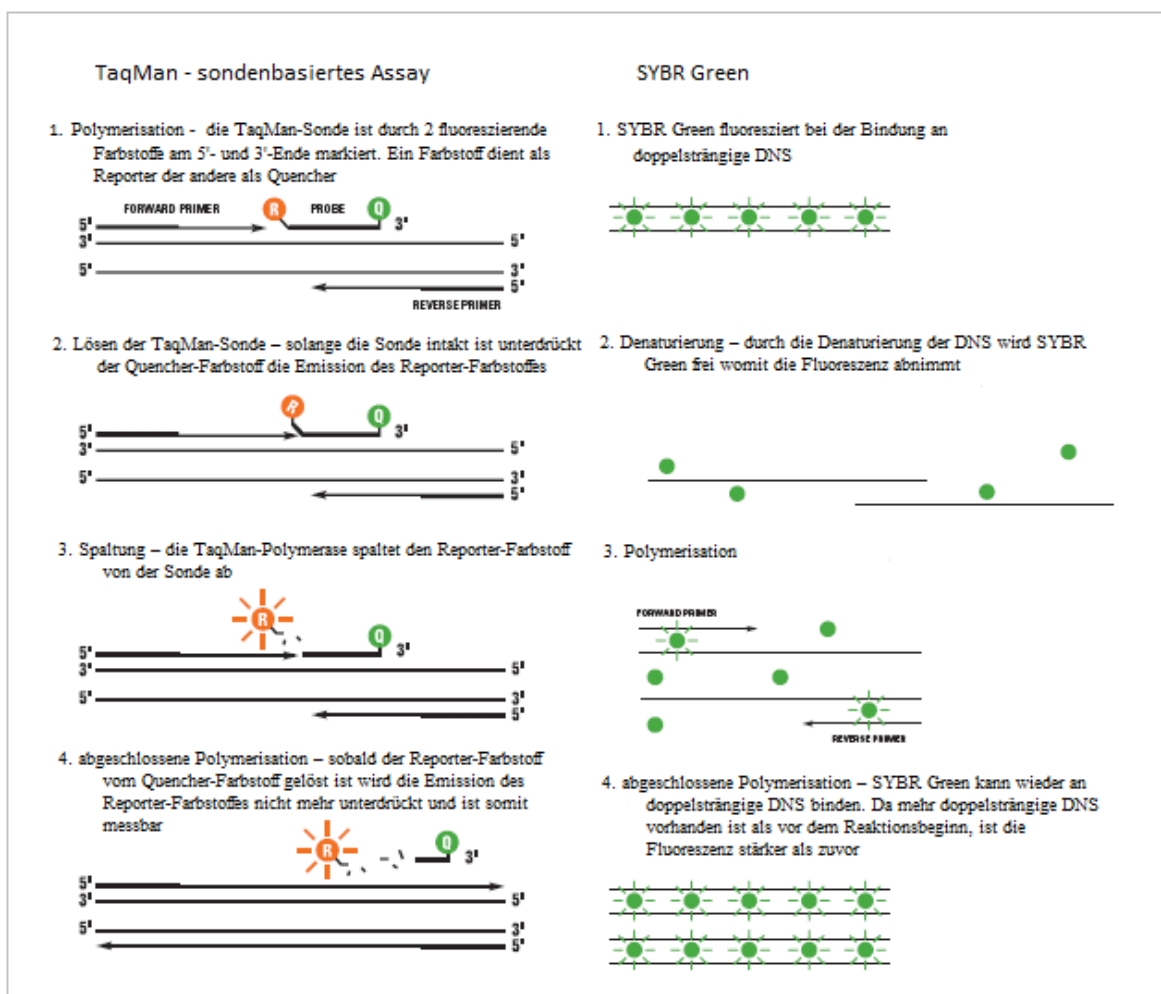 TaqMan - sondenbasiertes Assay
1. Polymerisation - die TaqMan-Sonde ist durch 2 fluoreszierende
Farbstoffe am 5'- und 3'-Ende markiert. Ein Farbstoff dient als
Reporter der andere als Quencher
FORWARD PRIMER
R
PROBE
Q
5'
3'
3'
5'
5'
3'
5'
REVERSE PRIMER
2. Lösen der TaqMan-Sonde – solange die Sonde intakt ist unterdrückt
der Quencher-Farbstoff die Emission des Reporter-Farbstoffes
R
Q
5'
3'
3'
5'
5'
3'
5'
3. Spaltung – die TaqMan-Polymerase spaltet den Reporter-Farbstoff
von der Sonde ab
R
Q
5'
3'
3'
5'
5'
3'
5'
4. abgeschlossene Polymerisation – sobald der Reporter-Farbstoff
vom Quencher-Farbstoff gelöst ist wird die Emission des
Reporter-Farbstoffes nicht mehr unterdrückt und ist somit
messbar
R
Q
3'
5'
3'
5'
5'
3'
5'
SYBR Green
1. SYBR Green fluoresziert bei der Bindung an
doppelsträngige DNS
2. Denaturierung – durch die Denaturierung der DNS wird SYBR
Green frei womit die Fluoreszenz abnimmt
3. Polymerisation
FORWARD PRIMER
REVERSE PRIMER
4. abgeschlossene Polymerisation – SYBR Green kann wieder an
doppelsträngige DNS binden. Da mehr doppelsträngige DNS
vorhanden ist als vor dem Reaktionsbeginn, ist die
Fluoreszenz stärker als zuvor